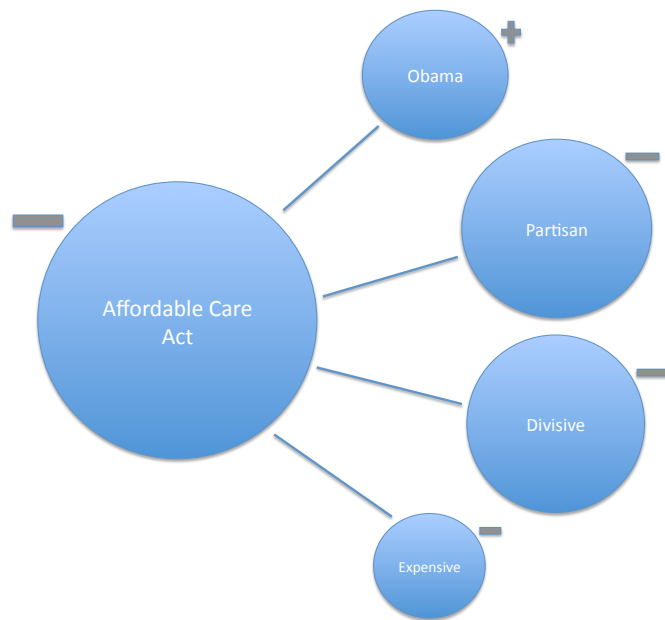 Obama
Partisan
Affordable Care
Act
Divisive
Expensive